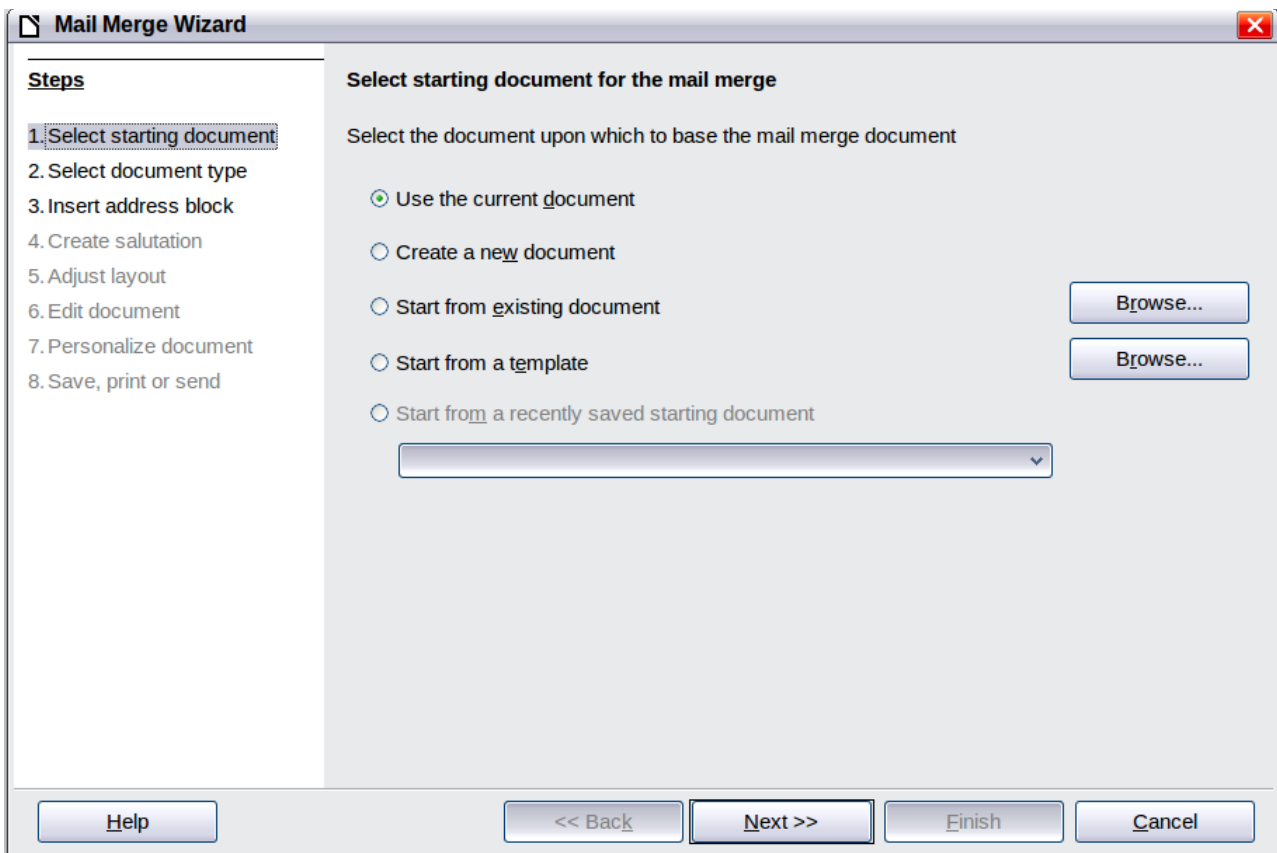 Mail Merge Wizard
Steps
1. Select starting document
2. Select document type
3. Insert address block
4. Create salutation
5. Adjust layout
6. Edit document
7. Personalize document
8. Save, print or send
Select starting document for the mail merge
Select the document upon which to base the mail merge document
Use the current document
Create a new document
Start from existing document
Browse...
Start from a template
Browse...
Start from a recently saved starting document
Help
<< Back
Next >>
Finish
Cancel